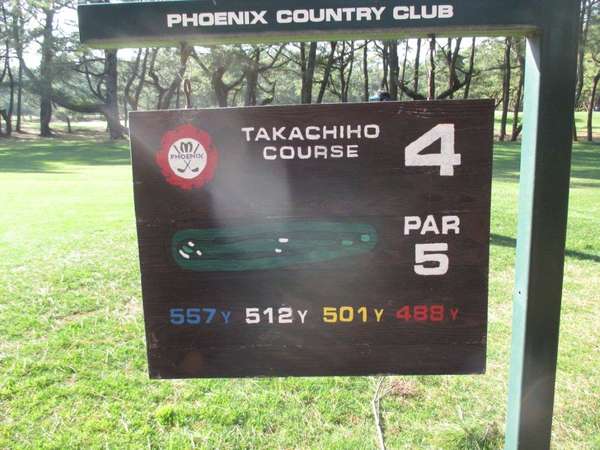 PHOENIX COUNTRY CLUB
PHOENIX
TAKACHIHO
COURSE
4
PAR
5
557Y 512Y 501Y 488Y